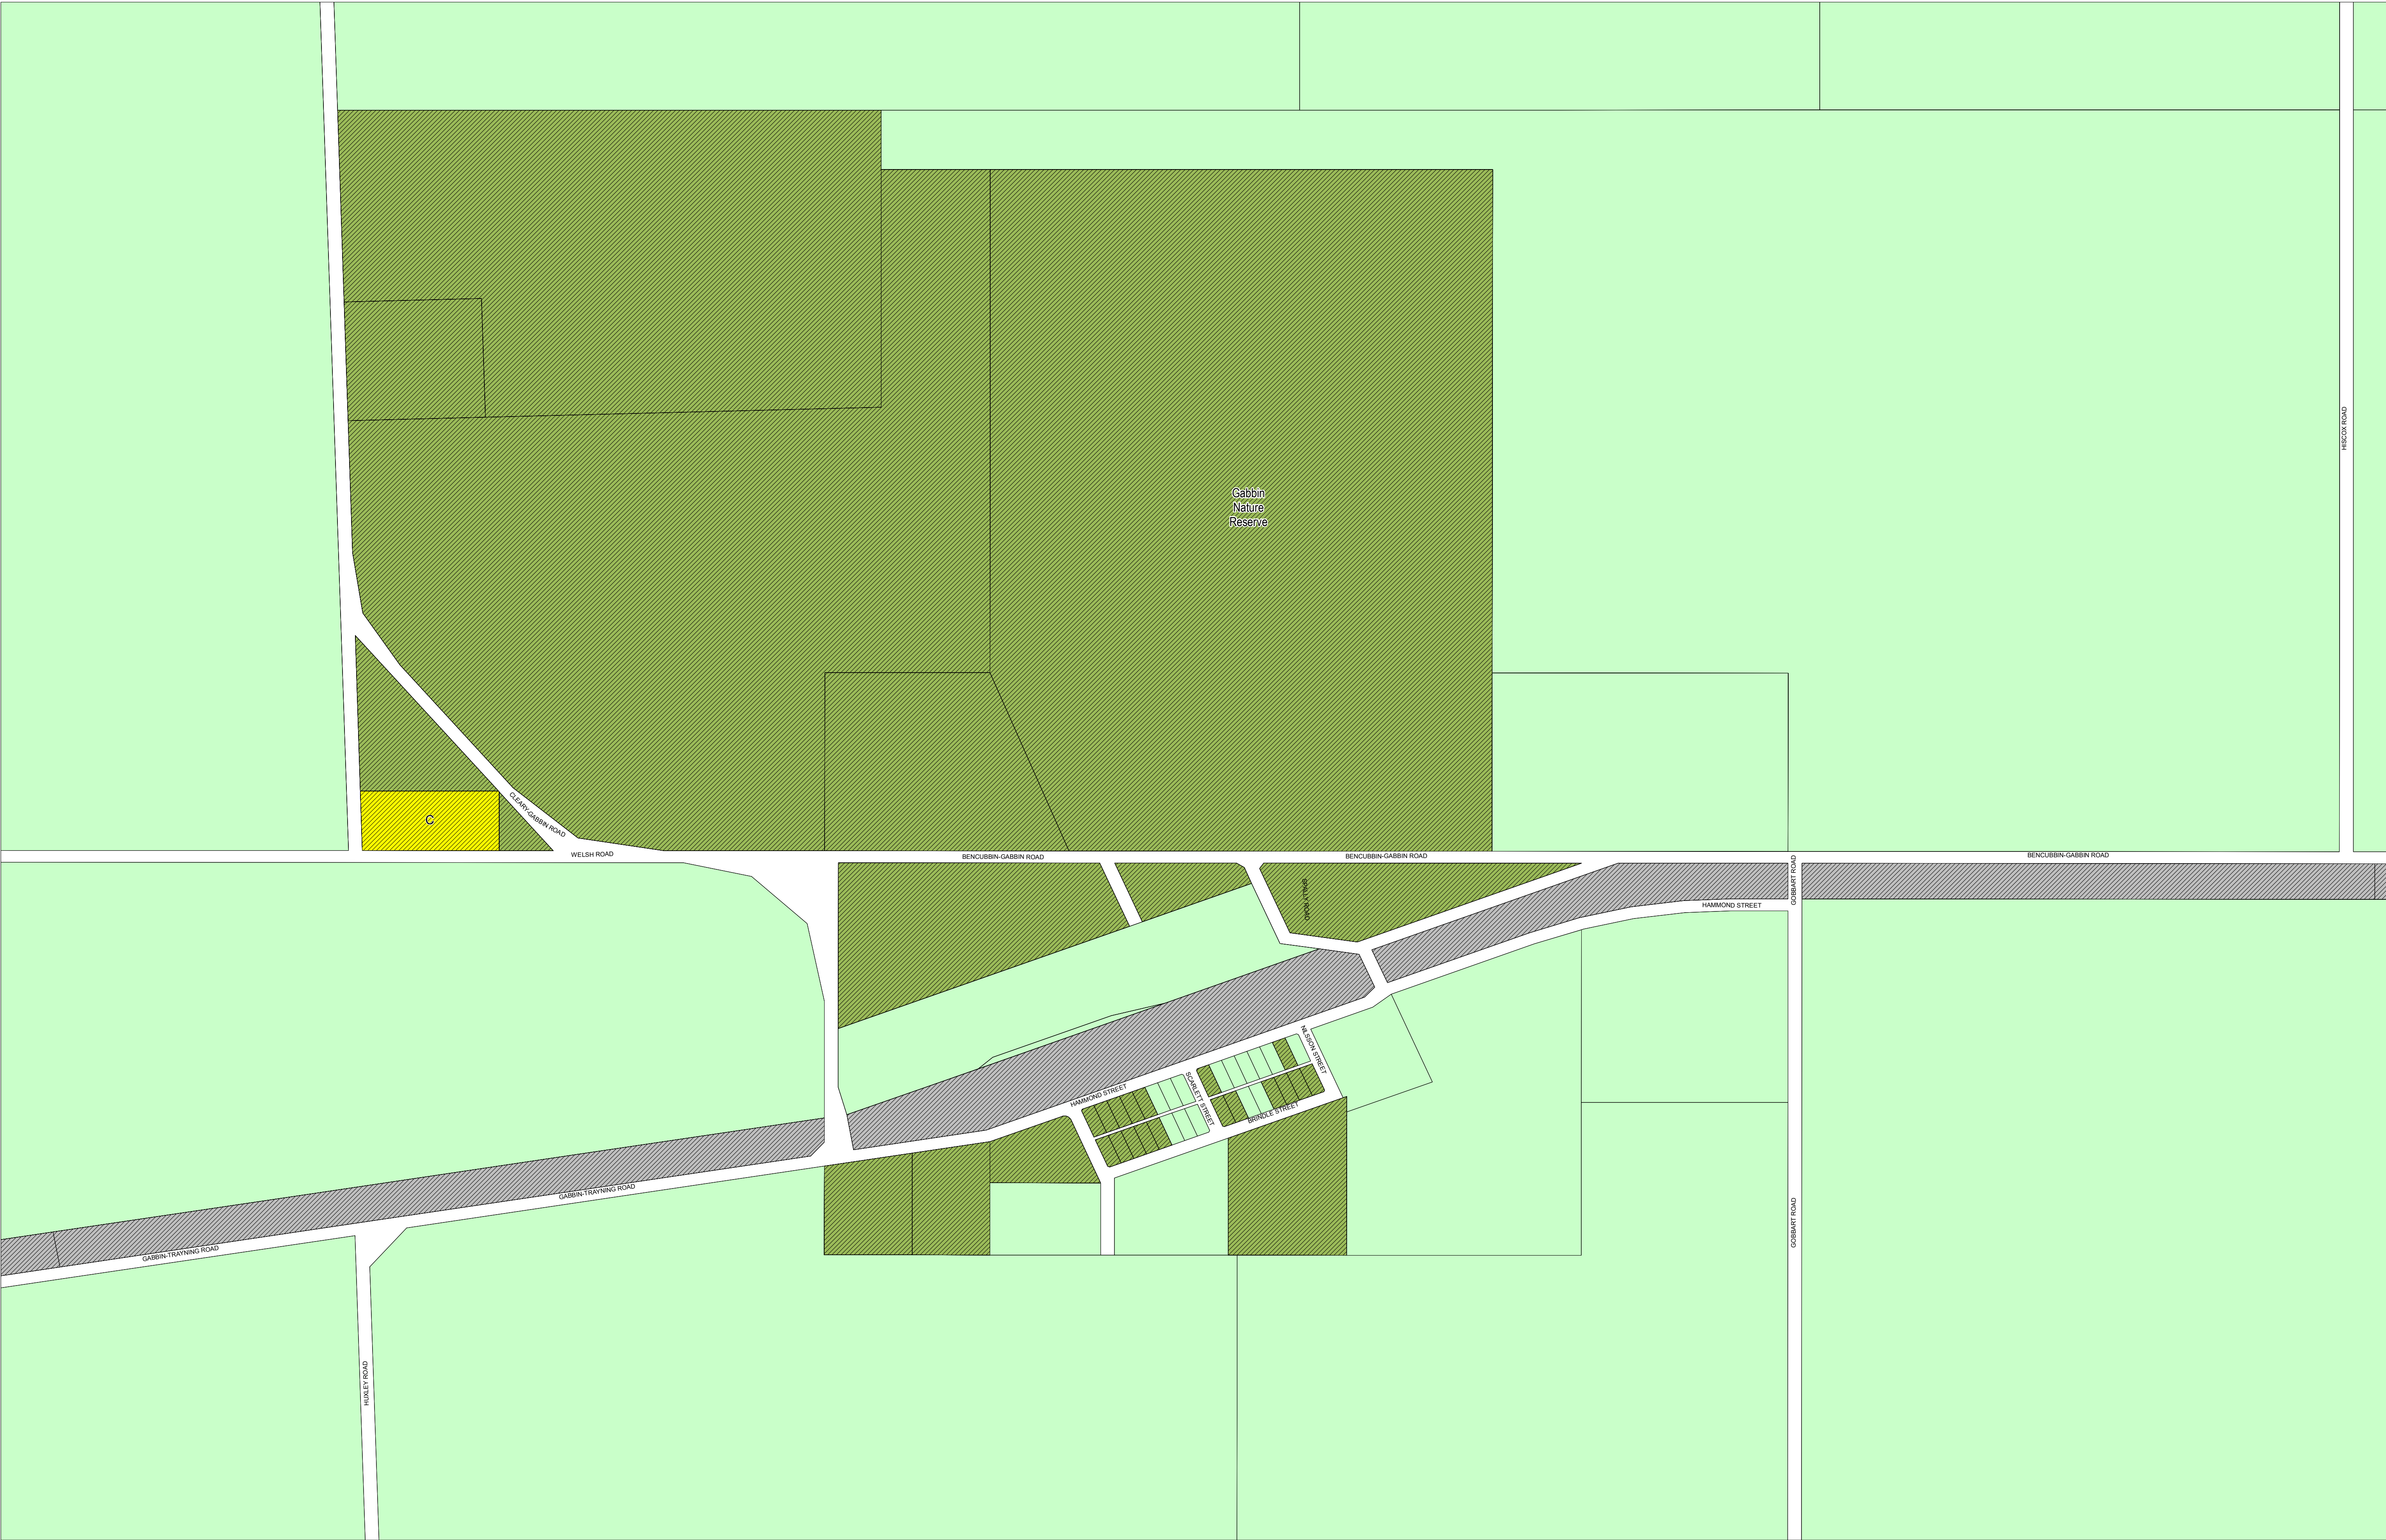 HISCOX ROAD
Gabbin
Nature
Reserve
C
CLEARY-GABBIN ROAD
WELSH ROAD
BENCUBBIN-GABBIN ROAD
BENCUBBIN-GABBIN ROAD
BENCUBBIN-GABBIN ROAD
GOBBART ROAD
SPALLY ROAD
HAMMOND STREET
NILSSON STREET
HAMMOND STREET
SCARLETT STREET
BRINDLE STREET
GABBIN-TRAYNING ROAD
GOBBART ROAD
GABBIN-TRAYNING ROAD
HUXLEY ROAD